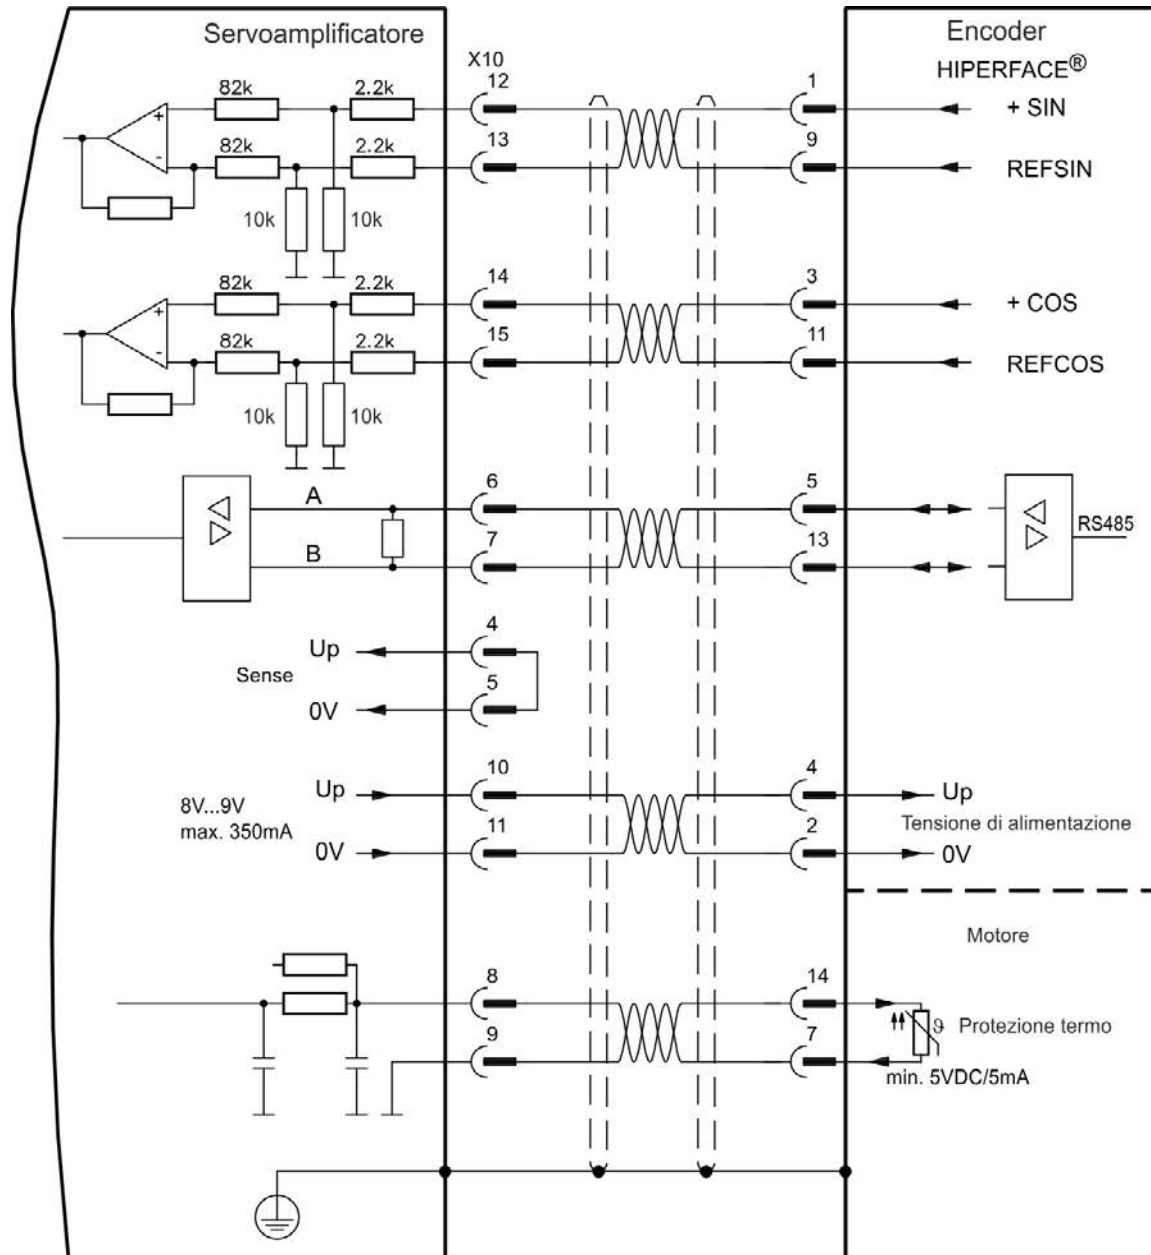 Servoamplificatore
Encoder
HIPERFACE®
X10
82k 2.2k 12 1 + SIN
82k 2.2k 13 9 REFSIN
+
-
10k 10k
82k 2.2k 14 3 + COS
82k 2.2k 15 11 REFCOS
+
-
10k 10k
A 6 5
RS485
B 7 13
Up 4
Sense
0V 5
Up 10 4 Up
8V...9V
max. 350mA
Tensione di alimentazione
0V 11 2 0V
Motore
8 14
ϑ Protezione termo
9 7
min. 5VDC/5mA